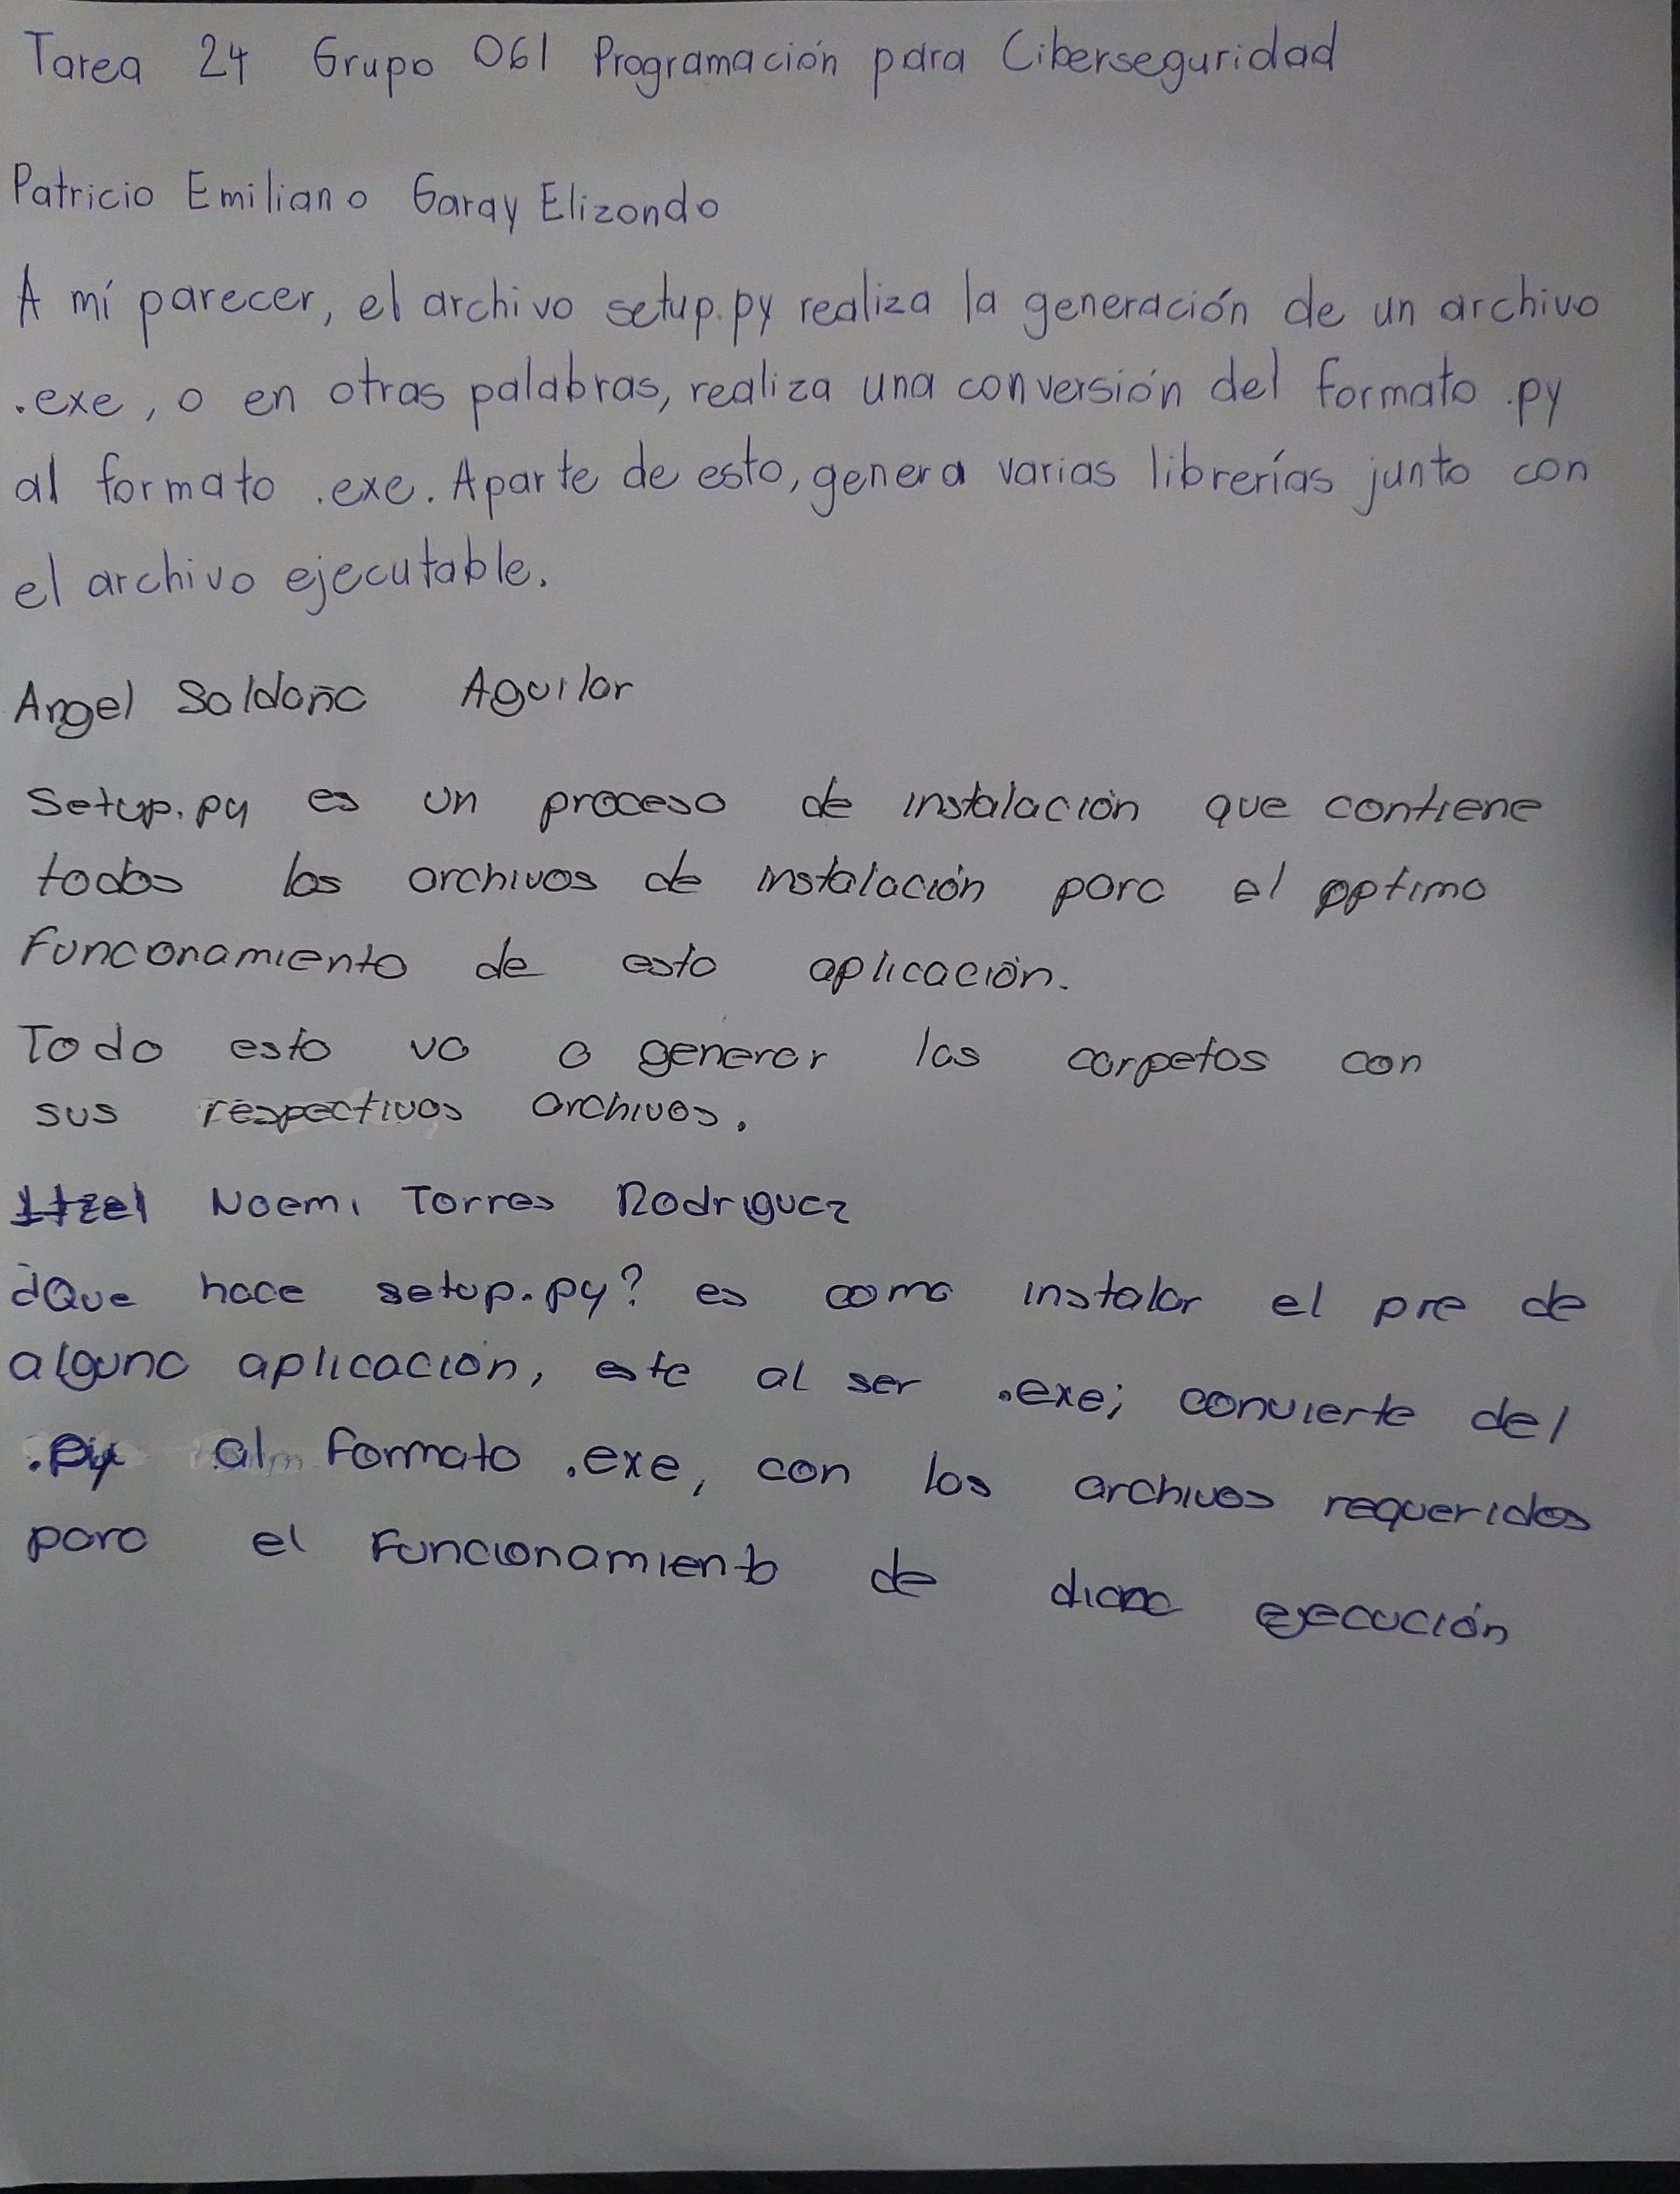 Tarea 24 Grupo 061 Programación para Ciberseguridad
Patricio Emiliano Garay Elizondo
A mí parecer, el archivo setup.py realiza la generación de un archivo
.exe, o en otras palabras, realiza una conversión del formato .py
al formato .exe. Aparte de esto, genera varias librerías junto con
el archivo ejecutable.
Angel Saldaña Aguilar
Setup.py es un proceso de instalación que contiene
todos los archivos de instalación para el optimo
funconamiento de esta aplicación.
Todo esto va a generar las carpetas con
sus respectivos archivos.
Itzel Noemi Torres Rodriguez
¿Que hace setup.py? es como instalar el pre de
alguna aplicación, este al ser .exe; convierte del
.py al formato .exe, con los archivos requeridos
para el funcionamiento de ejecución